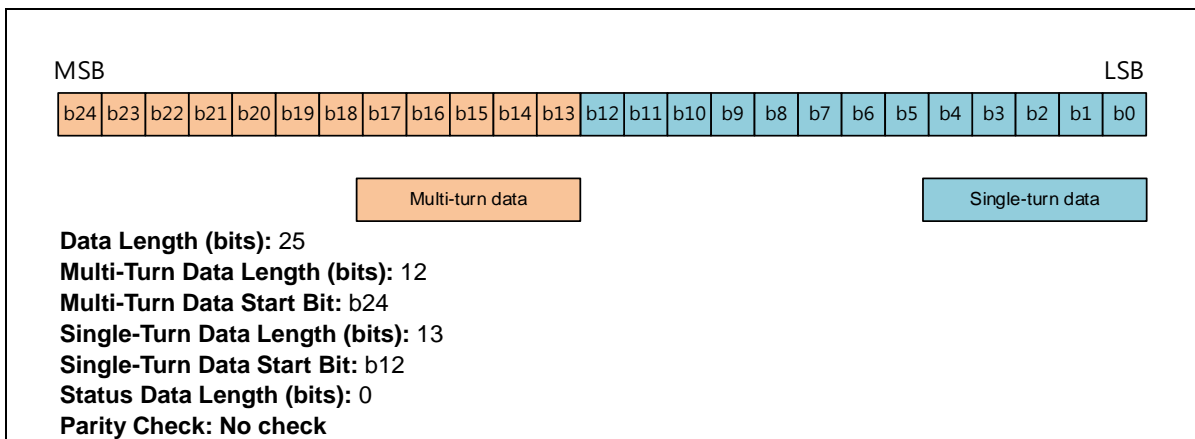 MSB LSB
b24 b23 b22 b21 b20 b19 b18 b17 b16 b15 b14 b13 b12 b11 b10 b9 b8 b7 b6 b5 b4 b3 b2 b1 b0
Multi-turn data Single-turn data
Data Length (bits): 25
Multi-Turn Data Length (bits): 12
Multi-Turn Data Start Bit: b24
Single-Turn Data Length (bits): 13
Single-Turn Data Start Bit: b12
Status Data Length (bits): 0
Parity Check: No check